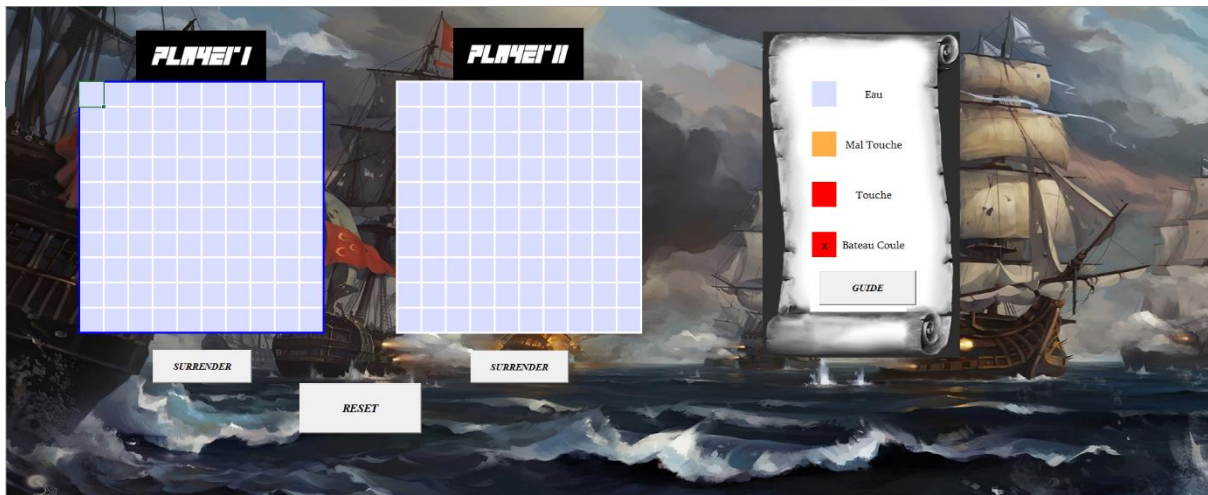 PLAYER I
PLAYER II
Eau
Mal Touche
Touche
x
Bateau Coule
GUIDE
SURRENDER
SURRENDER
RESET